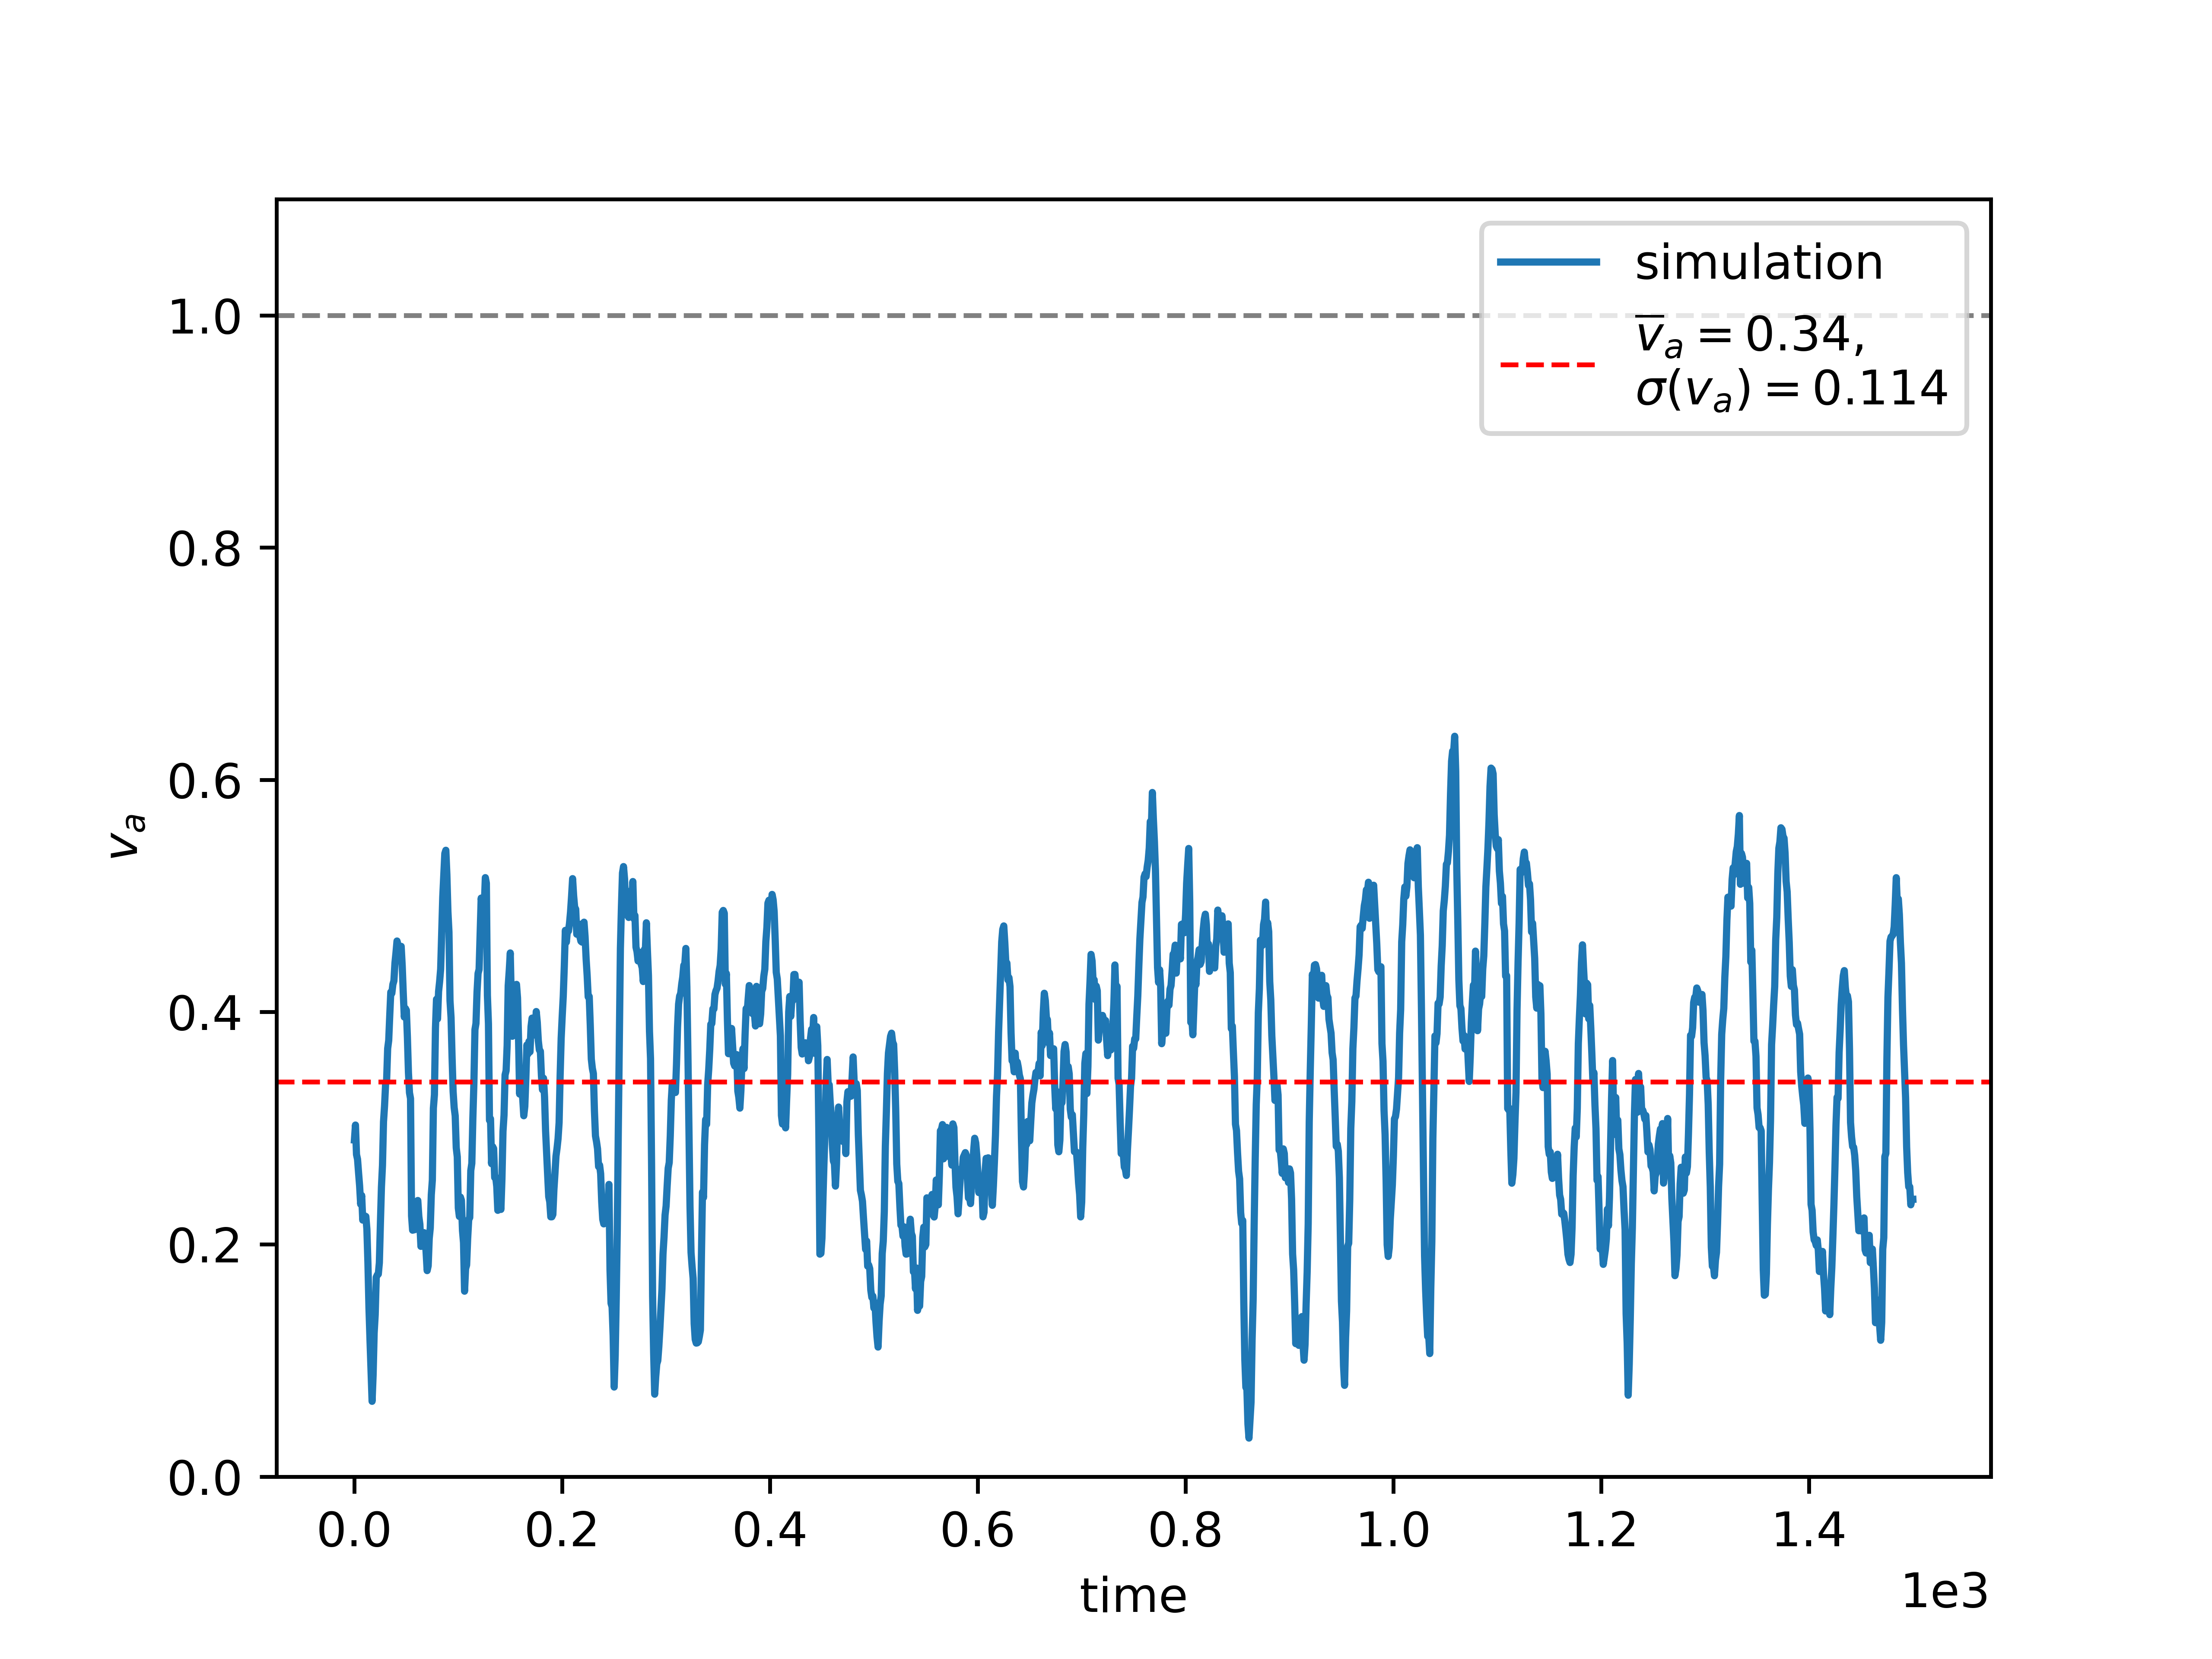 simulation
v̅ₐ = 0.34,
σ(vₐ) = 0.114
1.0
0.8
0.6
0.4
0.2
0.0
vₐ
0.0 0.2 0.4 0.6 0.8 1.0 1.2 1.4
time
1e3